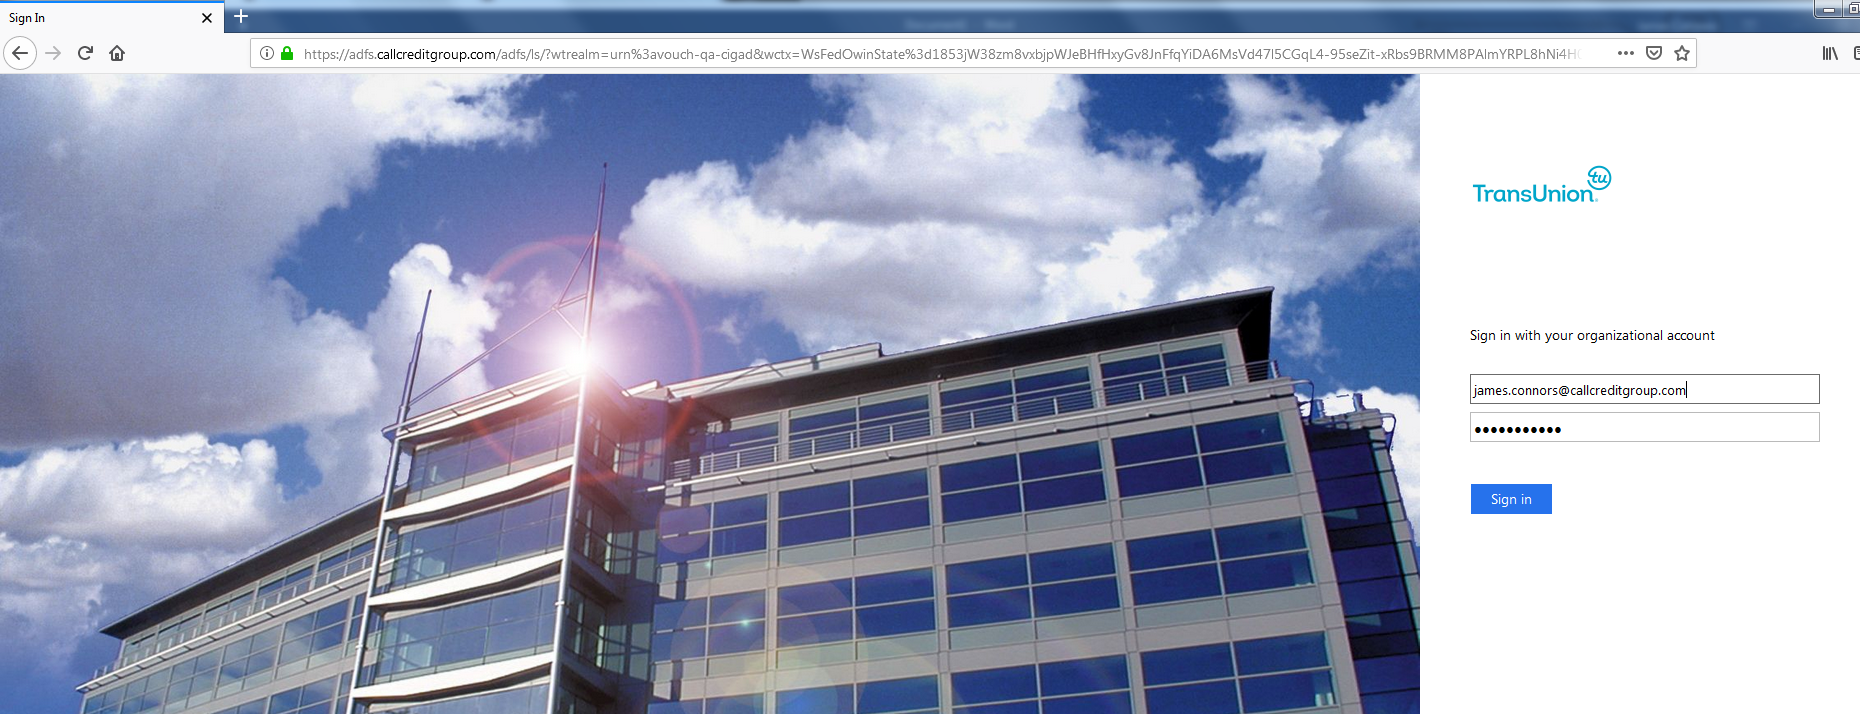 Sign In
https://adfs.callcreditgroup.com/adfs/ls/?wtrealm=urn%3avouch-qa-cigad&wctx=WsFedOwinState%3d1853jW38zm8vxbjpWJeBHfHxyGv8JnFfqYiDA6MsVd47l5CGqL4-95seZit-xRbs9BRMM8PAlmYRPL8hNi4H
TransUnion
tu
Sign in with your organizational account
james.connors@callcreditgroup.com
Sign in